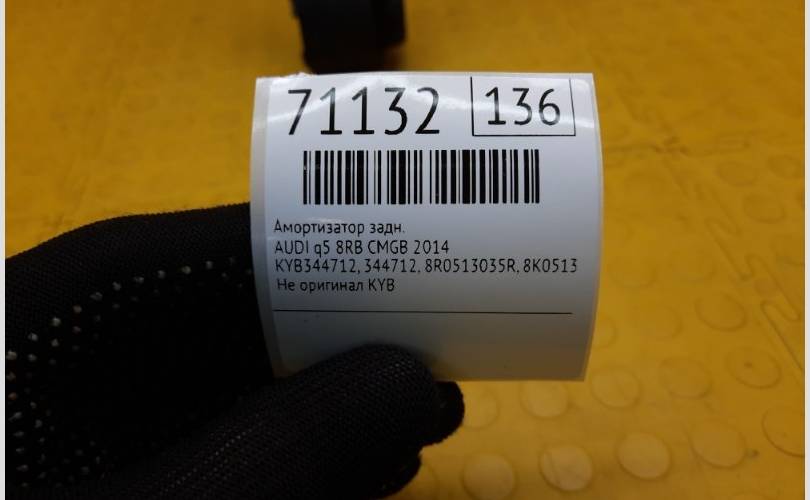 71132 136
Амортизатор задн.
AUDI q5 8RB CMGB 2014
KYB344712, 344712, 8R0513035R, 8K0513
Не оригинал KYB